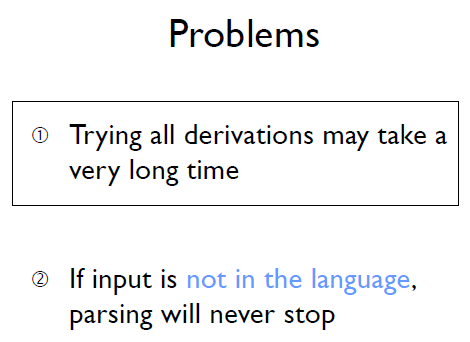 Problems
① Trying all derivations may take a
very long time
② If input is not in the language,
parsing will never stop